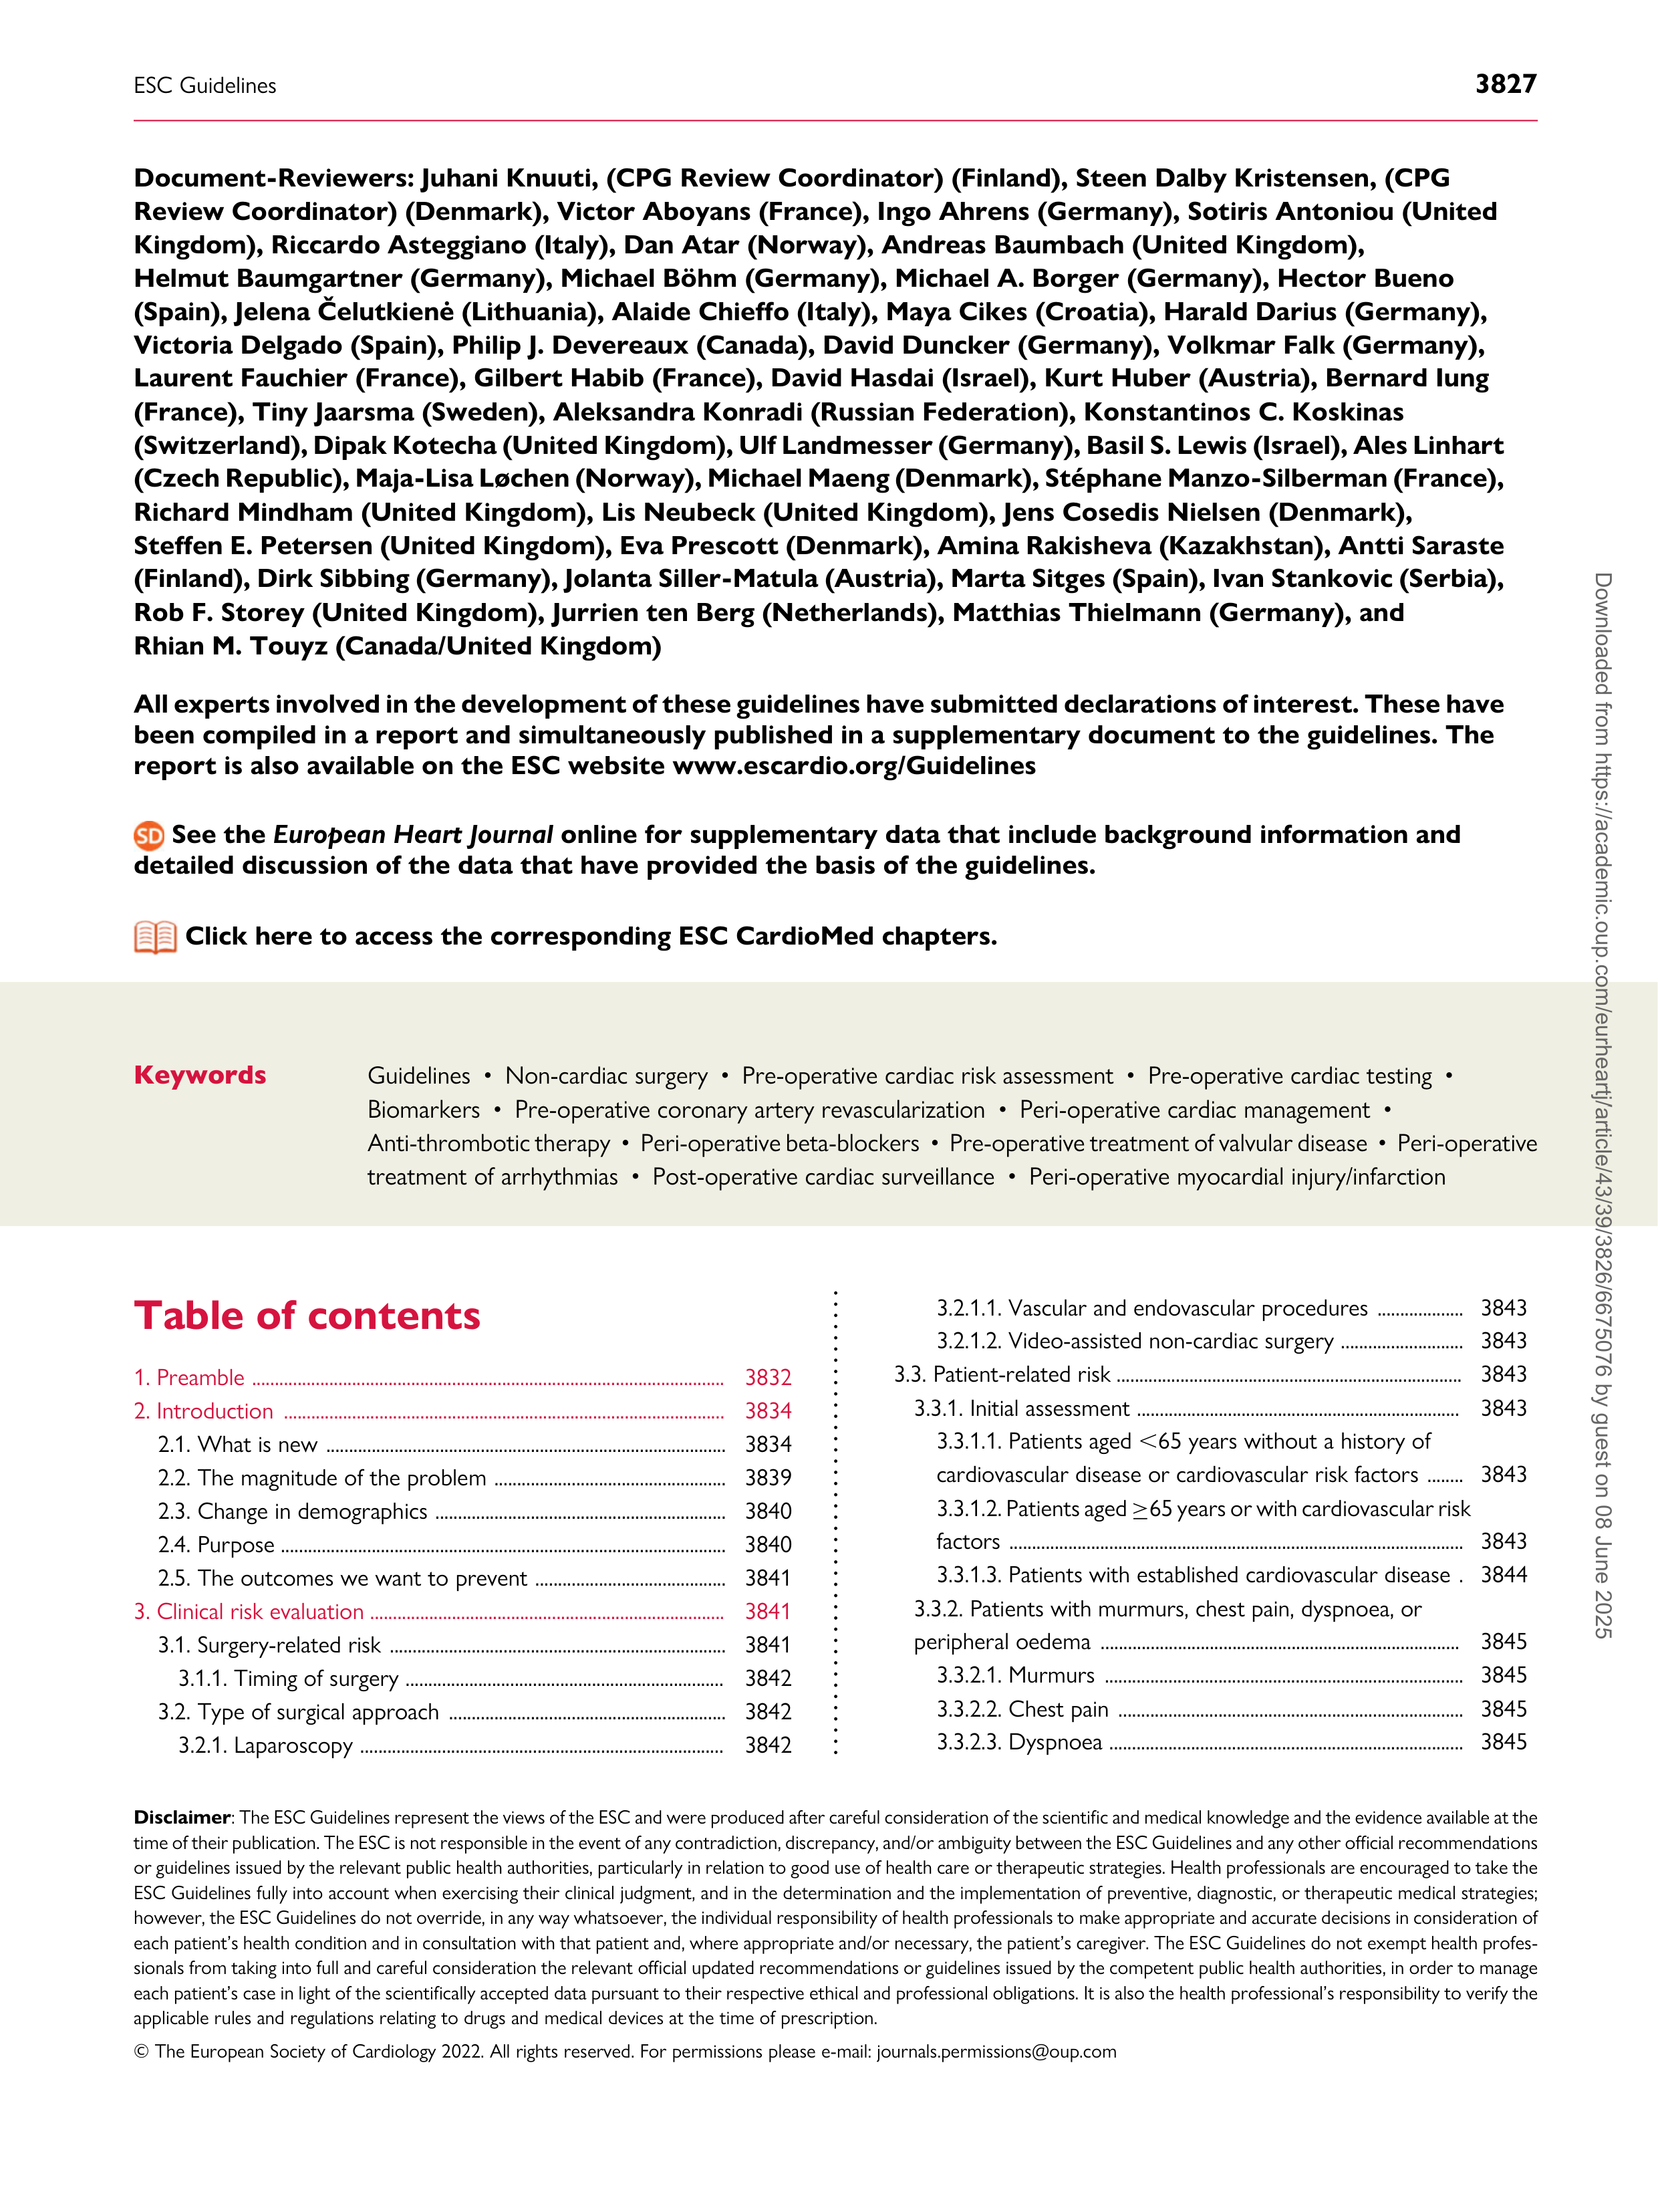 ESC Guidelines 3827
Document-Reviewers: Juhani Knuuti, (CPG Review Coordinator) (Finland), Steen Dalby Kristensen, (CPG
Review Coordinator) (Denmark), Victor Aboyans (France), Ingo Ahrens (Germany), Sotiris Antoniou (United
Kingdom), Riccardo Asteggiano (Italy), Dan Atar (Norway), Andreas Baumbach (United Kingdom),
Helmut Baumgartner (Germany), Michael Böhm (Germany), Michael A. Borger (Germany), Hector Bueno
(Spain), Jelena Čelutkienė (Lithuania), Alaide Chieffo (Italy), Maya Cikes (Croatia), Harald Darius (Germany),
Victoria Delgado (Spain), Philip J. Devereaux (Canada), David Duncker (Germany), Volkmar Falk (Germany),
Laurent Fauchier (France), Gilbert Habib (France), David Hasdai (Israel), Kurt Huber (Austria), Bernard Iung
(France), Tiny Jaarsma (Sweden), Aleksandra Konradi (Russian Federation), Konstantinos C. Koskinas
(Switzerland), Dipak Kotecha (United Kingdom), Ulf Landmesser (Germany), Basil S. Lewis (Israel), Ales Linhart
(Czech Republic), Maja-Lisa Løchen (Norway), Michael Maeng (Denmark), Stéphane Manzo-Silberman (France),
Richard Mindham (United Kingdom), Lis Neubeck (United Kingdom), Jens Cosedis Nielsen (Denmark),
Steffen E. Petersen (United Kingdom), Eva Prescott (Denmark), Amina Rakisheva (Kazakhstan), Antti Saraste
(Finland), Dirk Sibbing (Germany), Jolanta Siller-Matula (Austria), Marta Sitges (Spain), Ivan Stankovic (Serbia),
Rob F. Storey (United Kingdom), Jurrien ten Berg (Netherlands), Matthias Thielmann (Germany), and
Rhian M. Touyz (Canada/United Kingdom)
All experts involved in the development of these guidelines have submitted declarations of interest. These have
been compiled in a report and simultaneously published in a supplementary document to the guidelines. The
report is also available on the ESC website www.escardio.org/Guidelines
SD See the European Heart Journal online for supplementary data that include background information and
detailed discussion of the data that have provided the basis of the guidelines.
Click here to access the corresponding ESC CardioMed chapters.
Keywords Guidelines • Non-cardiac surgery • Pre-operative cardiac risk assessment • Pre-operative cardiac testing •
Biomarkers • Pre-operative coronary artery revascularization • Peri-operative cardiac management •
Anti-thrombotic therapy • Peri-operative beta-blockers • Pre-operative treatment of valvular disease • Peri-operative
treatment of arrhythmias • Post-operative cardiac surveillance • Peri-operative myocardial injury/infarction
Table of contents
1. Preamble ........ 3832
2. Introduction ........ 3834
2.1. What is new ........ 3834
2.2. The magnitude of the problem ........ 3839
2.3. Change in demographics ........ 3840
2.4. Purpose ........ 3840
2.5. The outcomes we want to prevent ........ 3841
3. Clinical risk evaluation ........ 3841
3.1. Surgery-related risk ........ 3841
3.1.1. Timing of surgery ........ 3842
3.2. Type of surgical approach ........ 3842
3.2.1. Laparoscopy ........ 3842
3.2.1.1. Vascular and endovascular procedures ........ 3843
3.2.1.2. Video-assisted non-cardiac surgery ........ 3843
3.3. Patient-related risk ........ 3843
3.3.1. Initial assessment ........ 3843
3.3.1.1. Patients aged <65 years without a history of
cardiovascular disease or cardiovascular risk factors ........ 3843
3.3.1.2. Patients aged ≥65 years or with cardiovascular risk
factors ........ 3843
3.3.1.3. Patients with established cardiovascular disease . 3844
3.3.2. Patients with murmurs, chest pain, dyspnoea, or
peripheral oedema ........ 3845
3.3.2.1. Murmurs ........ 3845
3.3.2.2. Chest pain ........ 3845
3.3.2.3. Dyspnoea ........ 3845
Disclaimer: The ESC Guidelines represent the views of the ESC and were produced after careful consideration of the scientific and medical knowledge and the evidence available at the
time of their publication. The ESC is not responsible in the event of any contradiction, discrepancy, and/or ambiguity between the ESC Guidelines and any other official recommendations
or guidelines issued by the relevant public health authorities, particularly in relation to good use of health care or therapeutic strategies. Health professionals are encouraged to take the
ESC Guidelines fully into account when exercising their clinical judgment, and in the determination and the implementation of preventive, diagnostic, or therapeutic medical strategies;
however, the ESC Guidelines do not override, in any way whatsoever, the individual responsibility of health professionals to make appropriate and accurate decisions in consideration of
each patient's health condition and in consultation with that patient and, where appropriate and/or necessary, the patient's caregiver. The ESC Guidelines do not exempt health profes-
sionals from taking into full and careful consideration the relevant official updated recommendations or guidelines issued by the competent public health authorities, in order to manage
each patient's case in light of the scientifically accepted data pursuant to their respective ethical and professional obligations. It is also the health professional's responsibility to verify the
applicable rules and regulations relating to drugs and medical devices at the time of prescription.
© The European Society of Cardiology 2022. All rights reserved. For permissions please e-mail: journals.permissions@oup.com
Downloaded from https://academic.oup.com/eurheartj/article/43/39/3826/6675076 by guest on 08 June 2025